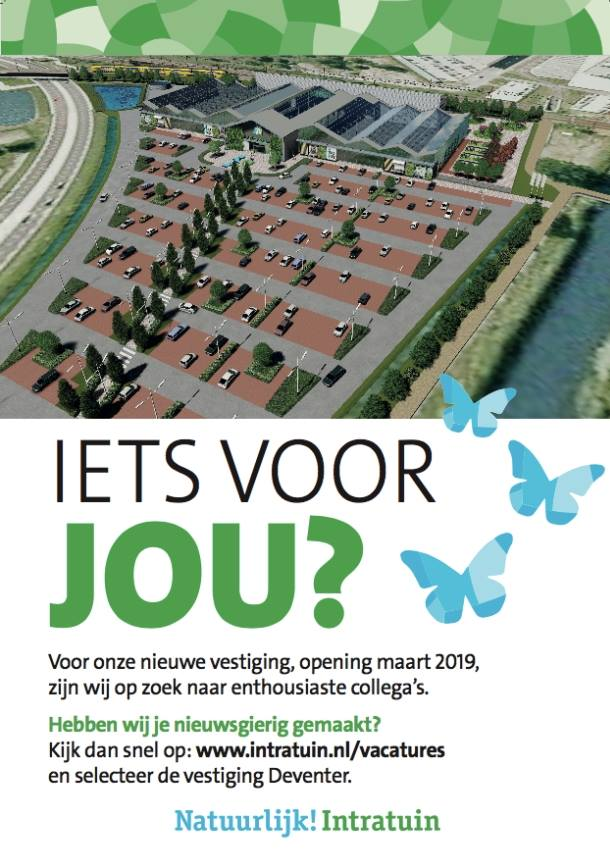 IETS VOOR
JOU?
Voor onze nieuwe vestiging, opening maart 2019,
zijn wij op zoek naar enthousiaste collega’s.
Hebben wij je nieuwsgierig gemaakt?
Kijk dan snel op: www.intratuin.nl/vacatures
en selecteer de vestiging Deventer.
Natuurlijk! Intratuin